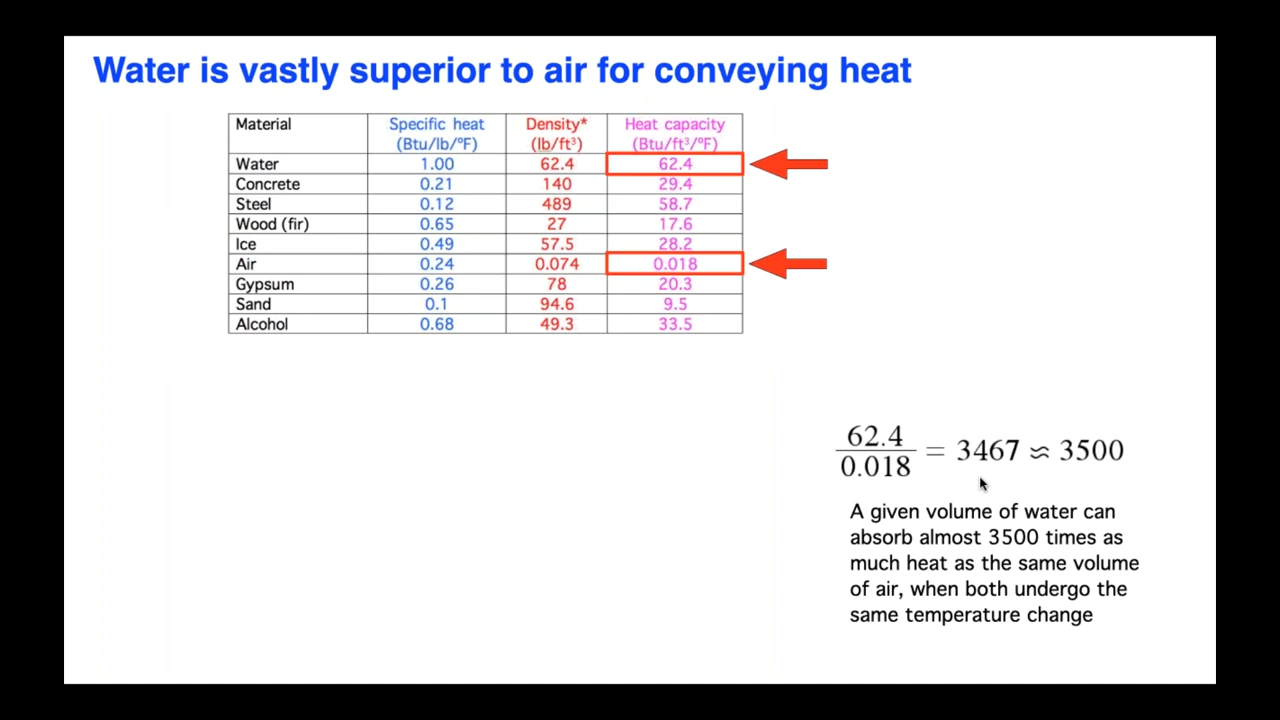 Water is vastly superior to air for conveying heat
Material Specific heat Density* Heat capacity
(Btu/lb/ºF) (lb/ft³) (Btu/ft³/ºF)
Water 1.00 62.4 62.4
Concrete 0.21 140 29.4
Steel 0.12 489 58.7
Wood (fir) 0.65 27 17.6
Ice 0.49 57.5 28.2
Air 0.24 0.074 0.018
Gypsum 0.26 78 20.3
Sand 0.1 94.6 9.5
Alcohol 0.68 49.3 33.5
62.4
0.018 = 3467 ≈ 3500
A given volume of water can
absorb almost 3500 times as
much heat as the same volume
of air, when both undergo the
same temperature change